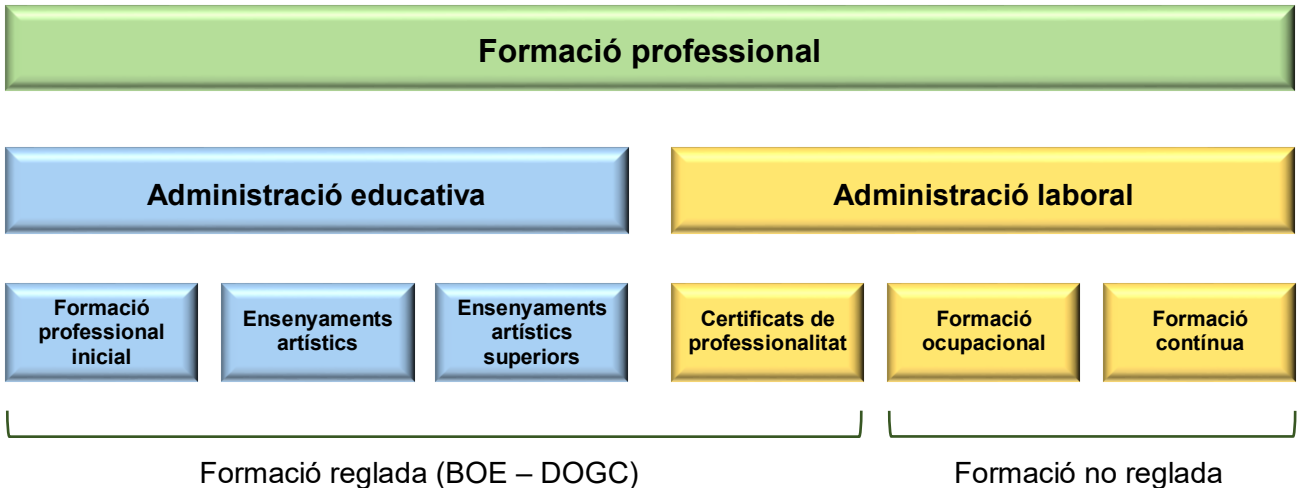 Formació professional
Administració educativa
Administració laboral
Formació
professional
inicial
Ensenyaments
artístics
Ensenyaments
artístics
superiors
Certificats de
professionalitat
Formació
ocupacional
Formació
contínua
Formació reglada (BOE – DOGC)
Formació no reglada